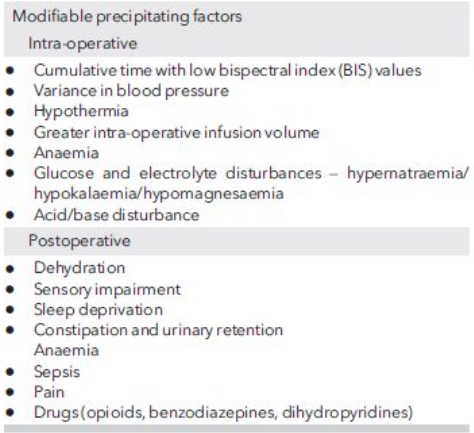 Modifiable precipitating factors
Intra-operative
● Cumulative time with low bispectral index (BIS) values
● Variance in blood pressure
● Hypothermia
● Greater intra-operative infusion volume
● Anaemia
● Glucose and electrolyte disturbances – hypernatraemia/
hypokalaemia/hypomagnesaemia
● Acid/base disturbance
Postoperative
● Dehydration
● Sensory impairment
● Sleep deprivation
● Constipation and urinary retention
Anaemia
● Sepsis
● Pain
● Drugs (opioids, benzodiazepines, dihydropyridines)